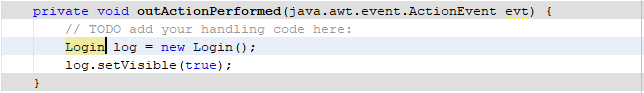 private void outActionPerformed(java.awt.event.ActionEvent evt) {
// TODO add your handling code here:
Login log = new Login();
log.setVisible(true);
}